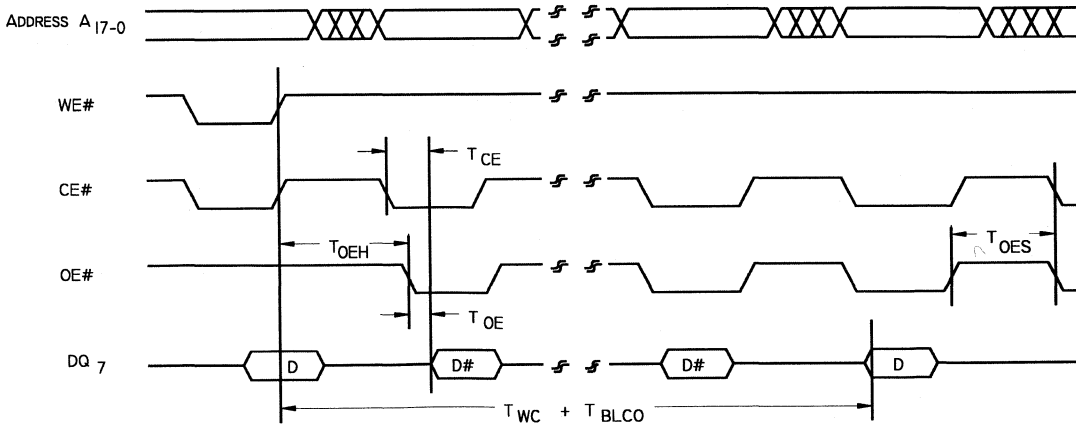 ADDRESS A17-0
WE#
TCE
CE#
TOEH
TOES
OE#
TOE
DQ7
D
D#
D#
D
TWC + TBLCO